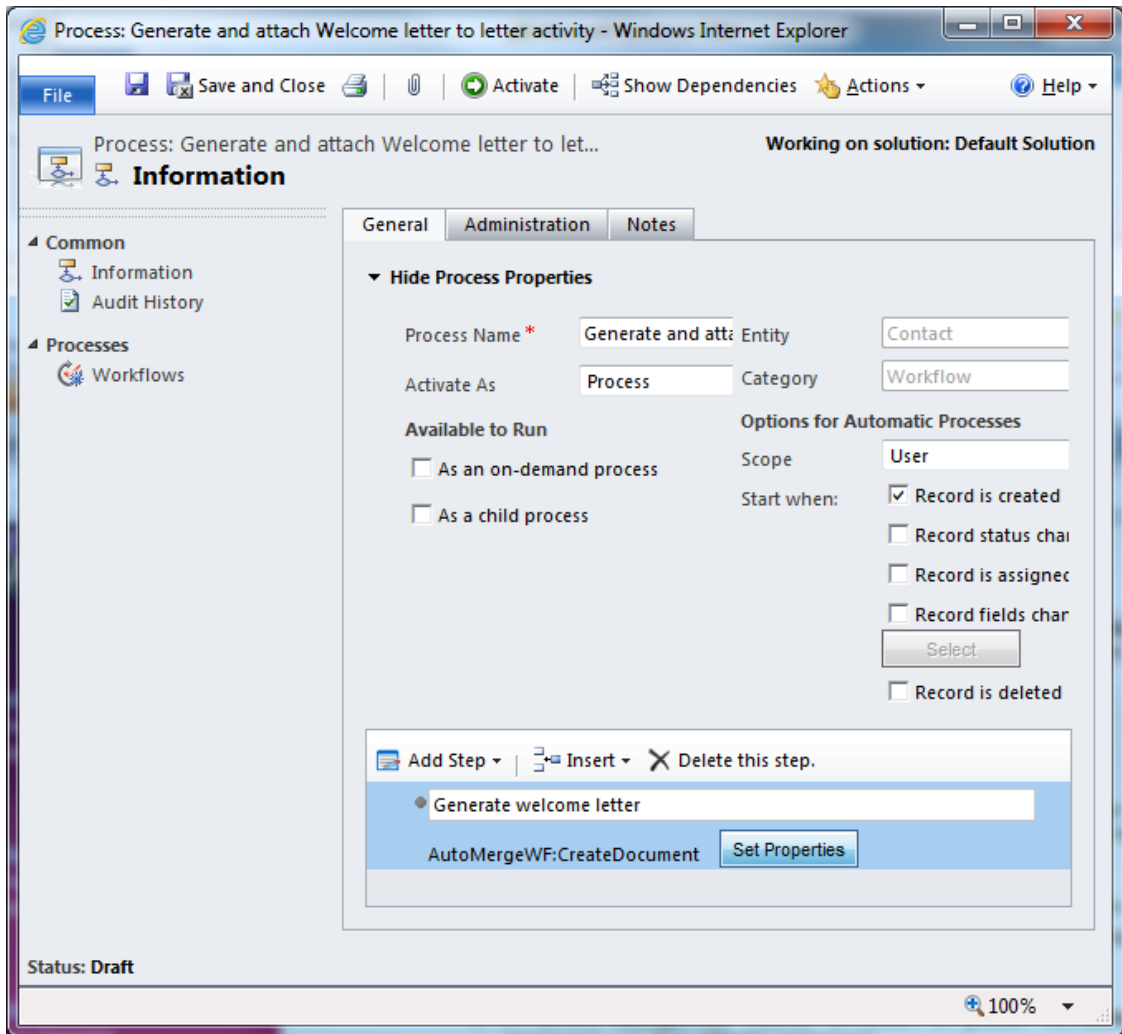 Process: Generate and attach Welcome letter to letter activity - Windows Internet Explorer
File Save and Close Activate Show Dependencies Actions Help
Process: Generate and attach Welcome letter to let...
Working on solution: Default Solution
Information
General Administration Notes
Common
Information
Audit History
Processes
Workflows
Hide Process Properties
Process Name * Generate and atta
Entity Contact
Activate As Process
Category Workflow
Available to Run
Options for Automatic Processes
As an on-demand process
Scope User
As a child process
Start when: Record is created
Record status chan
Record is assigned
Record fields chan
Select
Record is deleted
Add Step Insert Delete this step.
Generate welcome letter
AutoMergeWF:CreateDocument Set Properties
Status: Draft
100%